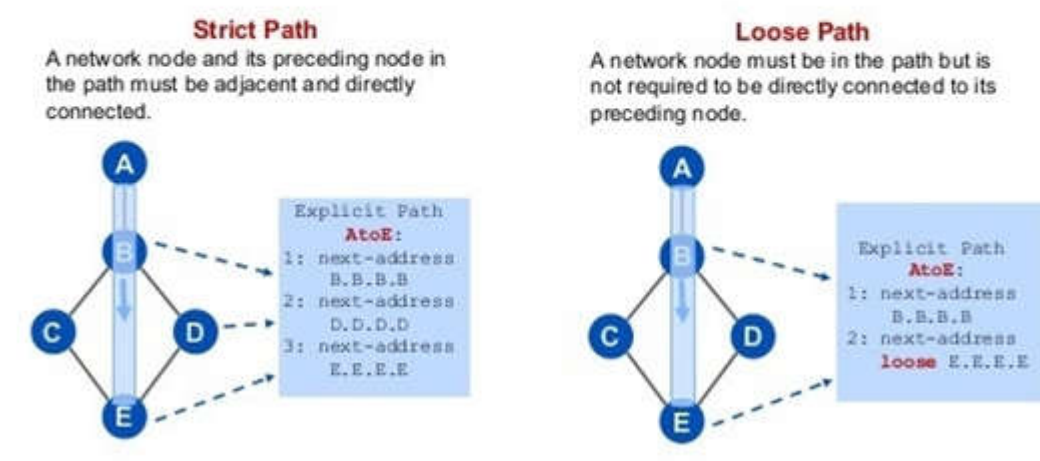 Strict Path
A network node and its preceding node in
the path must be adjacent and directly
connected.
A
B
C
D
E
Explicit Path
AtoE:
1: next-address
B.B.B.B
2: next-address
D.D.D.D
3: next-address
E.E.E.E
Loose Path
A network node must be in the path but is
not required to be directly connected to its
preceding node.
A
B
C
D
E
Explicit Path
AtoE:
1: next-address
B.B.B.B
2: next-address
loose E.E.E.E